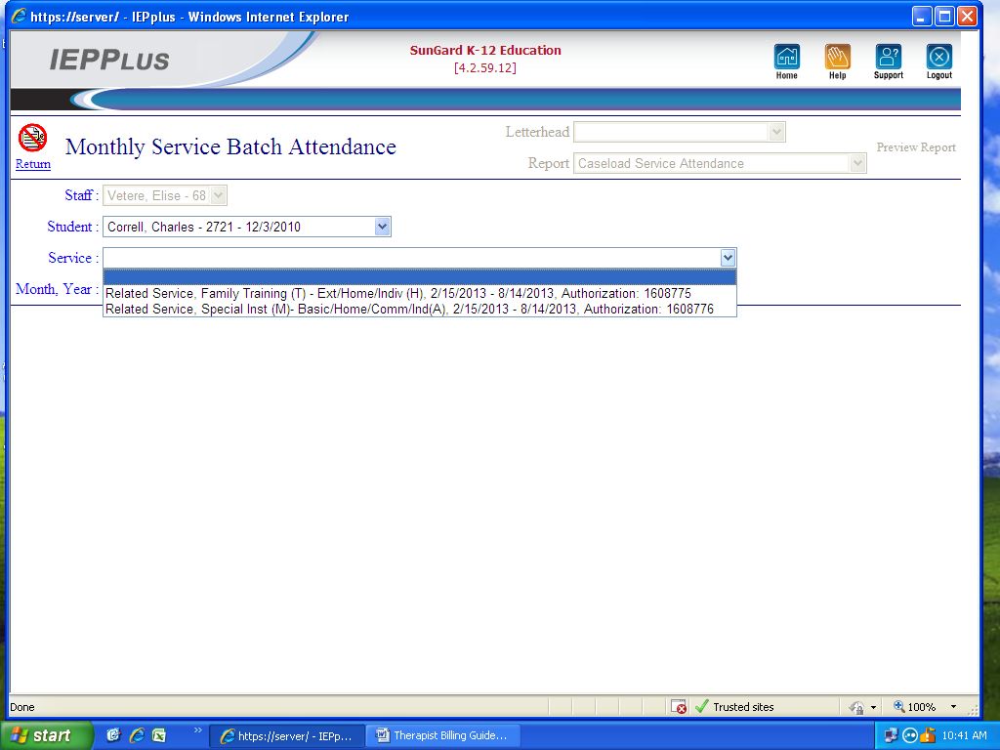 https://server/ - IEPplus - Windows Internet Explorer
IEPPLUS
SunGard K-12 Education
[4.2.59.12]
Home
Help
Support
Logout
Return
Monthly Service Batch Attendance
Letterhead
Report Caseload Service Attendance
Preview Report
Staff : Vetere, Elise - 68
Student : Correll, Charles - 2721 - 12/3/2010
Service :
Month, Year :
Related Service, Family Training (T) - Ext/Home/Indiv (H), 2/15/2013 - 8/14/2013, Authorization: 1608775
Related Service, Special Inst (M)- Basic/Home/Comm/Ind(A), 2/15/2013 - 8/14/2013, Authorization: 1608776
Done
Trusted sites
100%
start
https://server/ - IEPp...
Therapist Billing Guide...
10:41 AM